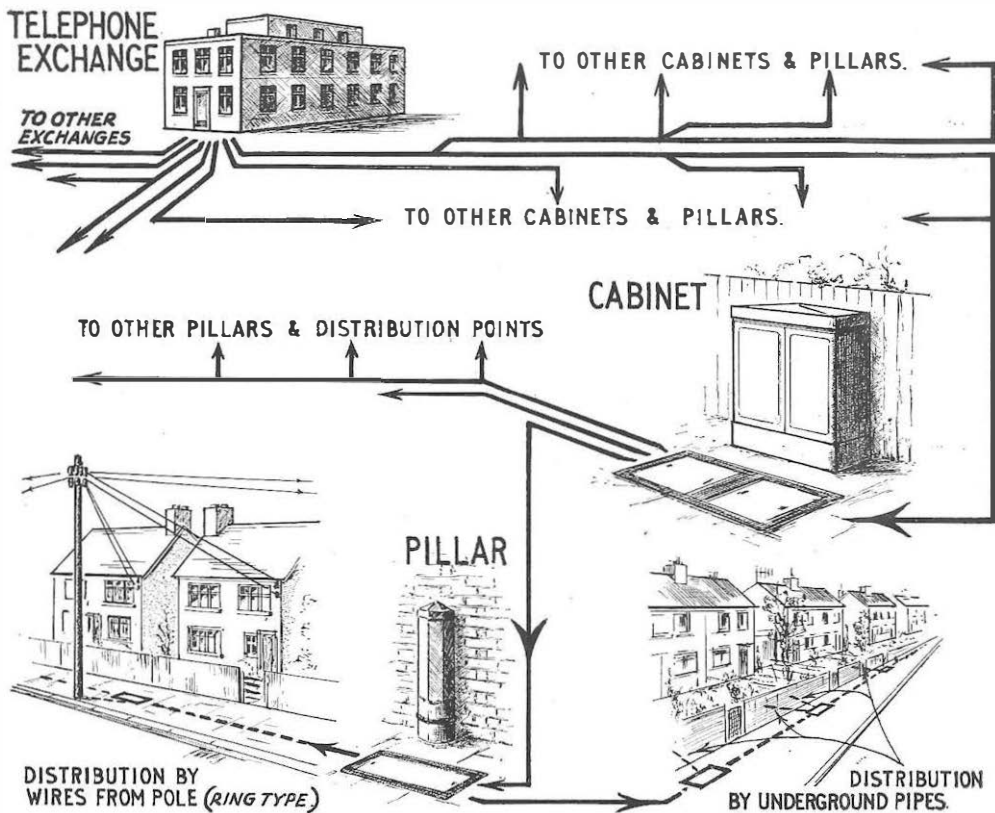 TELEPHONE
EXCHANGE
TO OTHER CABINETS & PILLARS.
TO OTHER
EXCHANGES
TO OTHER CABINETS & PILLARS.
CABINET
TO OTHER PILLARS & DISTRIBUTION POINTS
PILLAR
DISTRIBUTION BY
WIRES FROM POLE (RING TYPE)
DISTRIBUTION
BY UNDERGROUND PIPES.